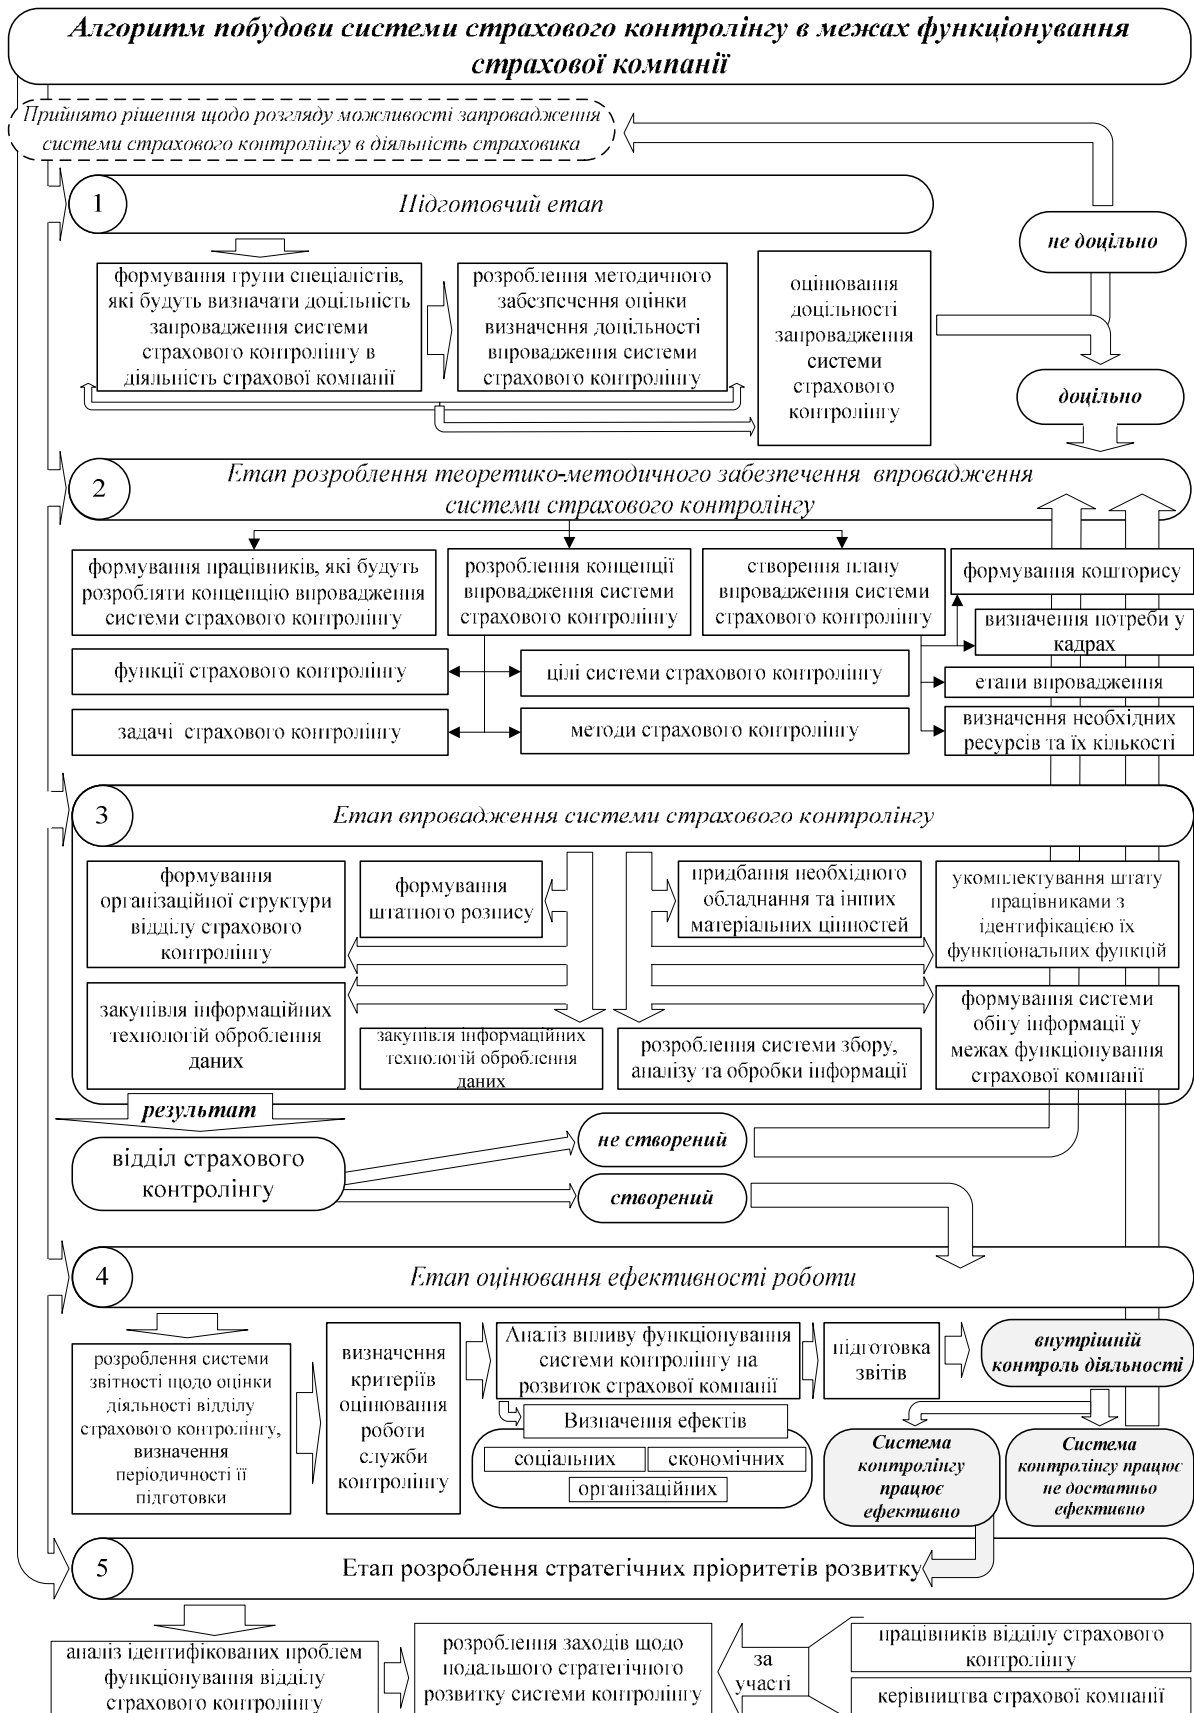 Алгоритм побудови системи страхового контролінгу в межах функціонування
страхової компанії
Прийнято рішення щодо розгляду можливості запровадження
системи страхового контролінгу в діяльність страховика
1
Підготовчий етап
не доцільно
формування групи спеціалістів,
які будуть визначати доцільність
запровадження системи
страхового контролінгу в
діяльність страхової компанії
розроблення методичного
забезпечення оцінки
визначення доцільності
впровадження системи
страхового контролінгу
оцінювання
доцільності
запровадження
системи
страхового
контролінгу
доцільно
2
Етап розроблення теоретико-методичного забезпечення впровадження
системи страхового контролінгу
формування працівників, які будуть
розробляти концепцію впровадження
системи страхового контролінгу
розроблення концепції
впровадження системи
страхового контролінгу
створення плану
впровадження системи
страхового контролінгу
формування кошторису
визначення потреби у
кадрах
функції страхового контролінгу
цілі системи страхового контролінгу
етапи впровадження
задачі страхового контролінгу
методи страхового контролінгу
визначення необхідних
ресурсів та їх кількості
3
Етап впровадження системи страхового контролінгу
формування
організаційної структури
відділу страхового
контролінгу
формування
штатного розпису
придбання необхідного
обладнання та інших
матеріальних цінностей
укомплектування штату
працівниками з
ідентифікацією їх
функціональних функцій
закупівля інформаційних
технологій оброблення
даних
закупівля інформаційних
технологій оброблення
даних
розроблення системи збору,
аналізу та обробки інформації
формування системи
обігу інформації у
межах функціонування
страхової компанії
результат
відділ страхового
контролінгу
не створений
створений
4
Етап оцінювання ефективності роботи
розроблення системи
звітності щодо оцінки
діяльності відділу
страхового контролінгу,
визначення
періодичності її
підготовки
визначення
критеріїв
оцінювання
роботи
служби
контролінгу
Аналіз впливу функціонування
системи контролінгу на
розвиток страхової компанії
Визначення ефектів
соціальних
економічних
організаційних
підготовка
звітів
внутрішній
контроль діяльності
Система
контролінгу
працює
ефективно
Система
контролінгу працює
не достатньо
ефективно
5
Етап розроблення стратегічних пріоритетів розвитку
аналіз ідентифікованих проблем
функціонування відділу
страхового контролінгу
розроблення заходів щодо
подальшого стратегічного
розвитку системи контролінгу
за
участі
працівників відділу страхового
контролінгу
керівництва страхової компанії